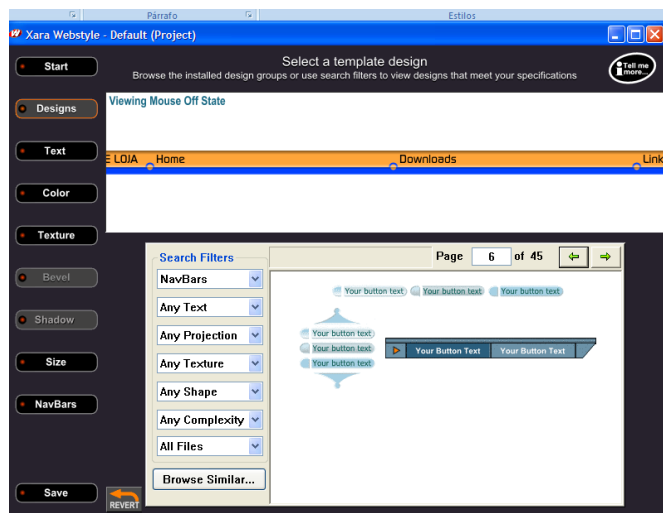 Párrafo Estilos
Xara Webstyle - Default (Project)
Select a template design
Browse the installed design groups or use search filters to view designs that meet your specifications
Tell me
more...
Start
Designs
Text
Color
Texture
Bevel
Shadow
Size
NavBars
Save
Viewing Mouse Off State
E LOJA Home Downloads Link
Search Filters
NavBars
Any Text
Any Projection
Any Texture
Any Shape
Any Complexity
All Files
Browse Similar...
REVERT
Page 6 of 45
Your button text Your button text Your button text
Your button text
Your button text
Your button text
Your Button Text Your Button Text